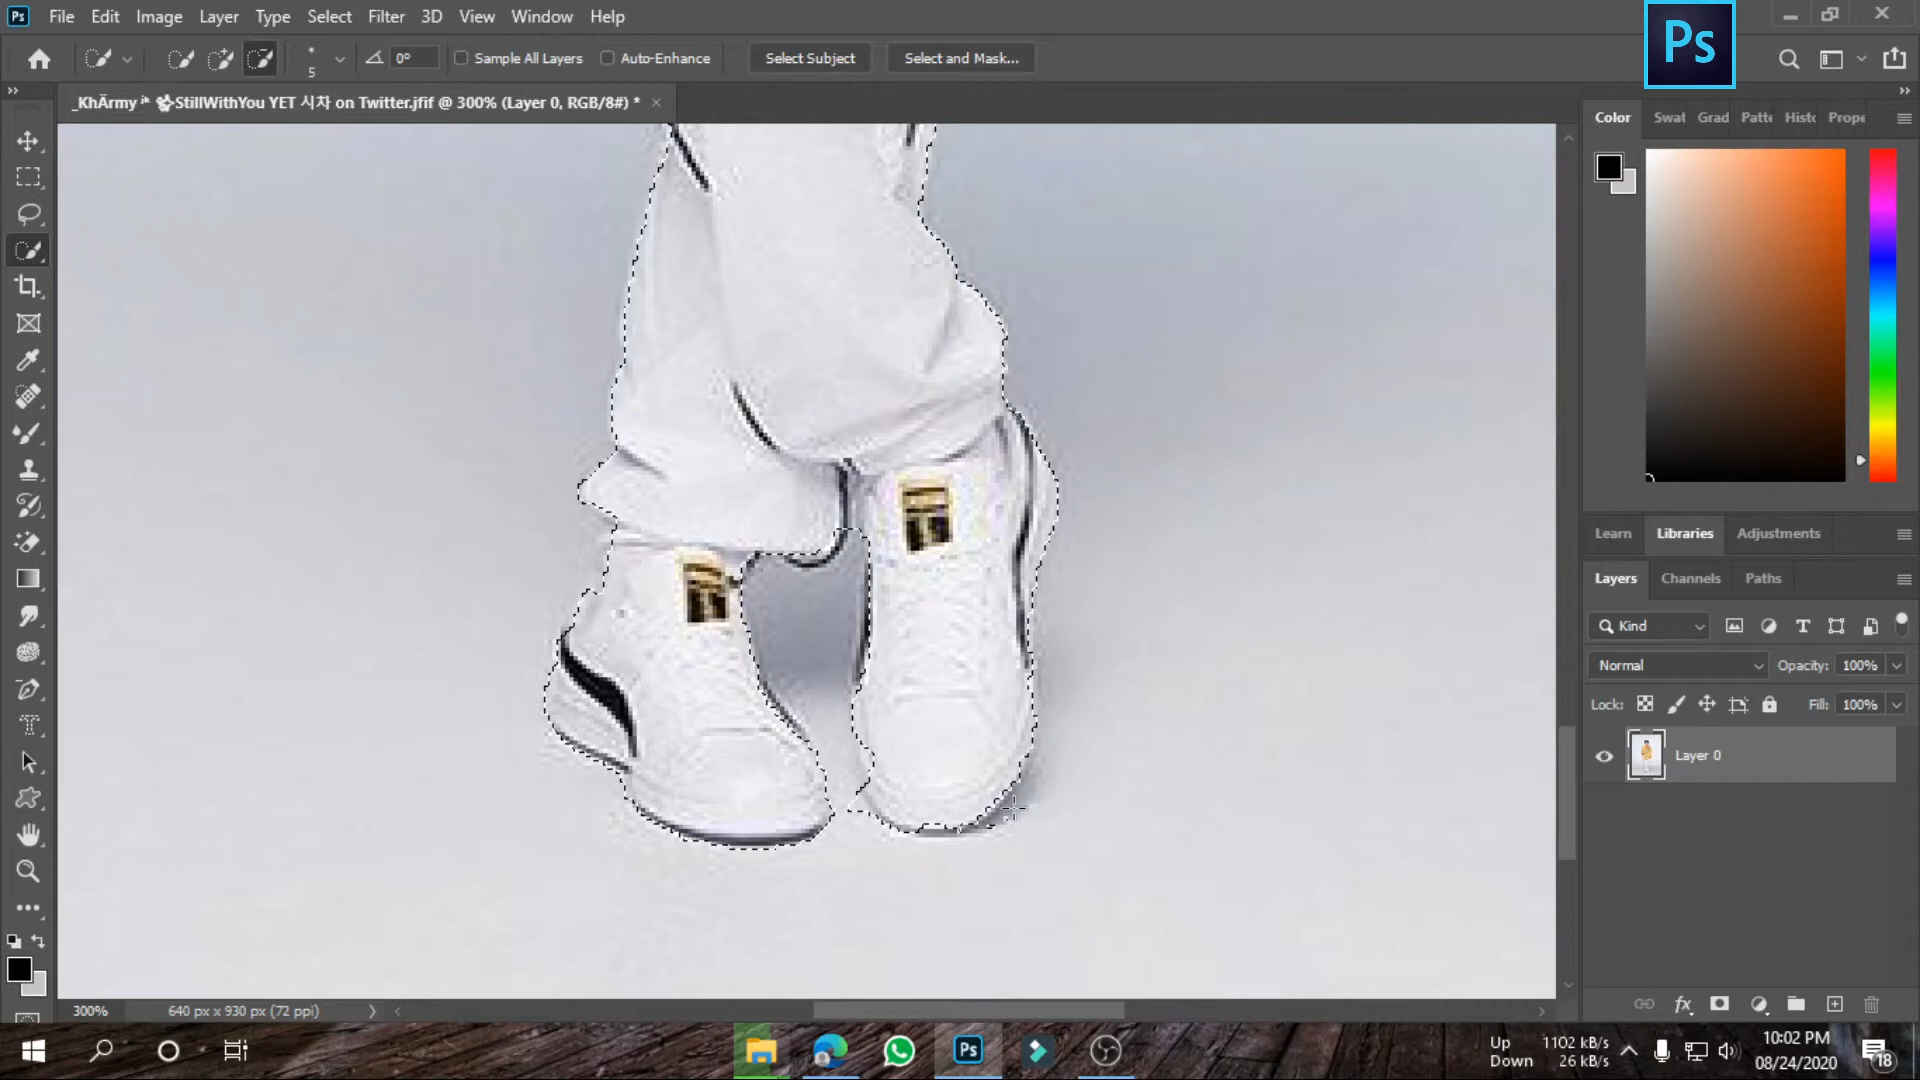 Ps File Edit Image Layer Type Select Filter 3D View Window Help
Ps
5 0° Sample All Layers Auto-Enhance Select Subject Select and Mask...
StillWithYou YET 시차 on Twitter.jfif @ 300% (Layer 0, RGB/8#) *
Color Swat Grad Patte Histo Prope
Learn Libraries Adjustments
Layers Channels Paths
Kind
Normal Opacity: 100%
Lock: Fill: 100%
Layer 0
fx
300% 640 px x 930 px (72 ppi)
Ps
Up 1102 kB/s
Down 26 kB/s
10:02 PM
08/24/2020
18